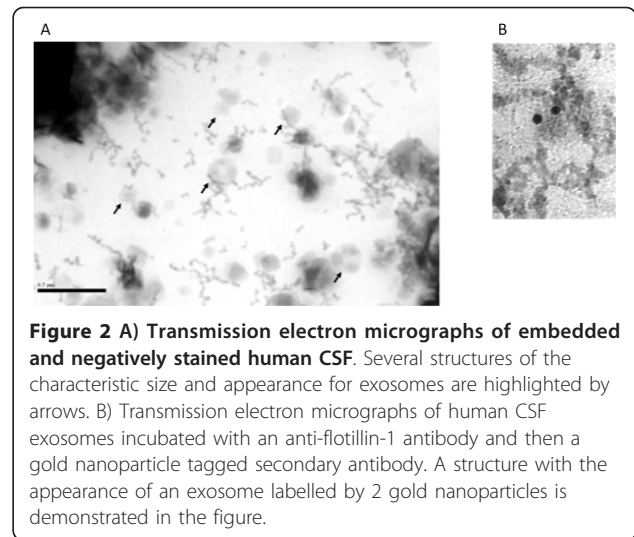 A
B
0.5 µm
Figure 2 A) Transmission electron micrographs of embedded
and negatively stained human CSF. Several structures of the
characteristic size and appearance for exosomes are highlighted by
arrows. B) Transmission electron micrographs of human CSF
exosomes incubated with an anti-flotillin-1 antibody and then a
gold nanoparticle tagged secondary antibody. A structure with the
appearance of an exosome labelled by 2 gold nanoparticles is
demonstrated in the figure.